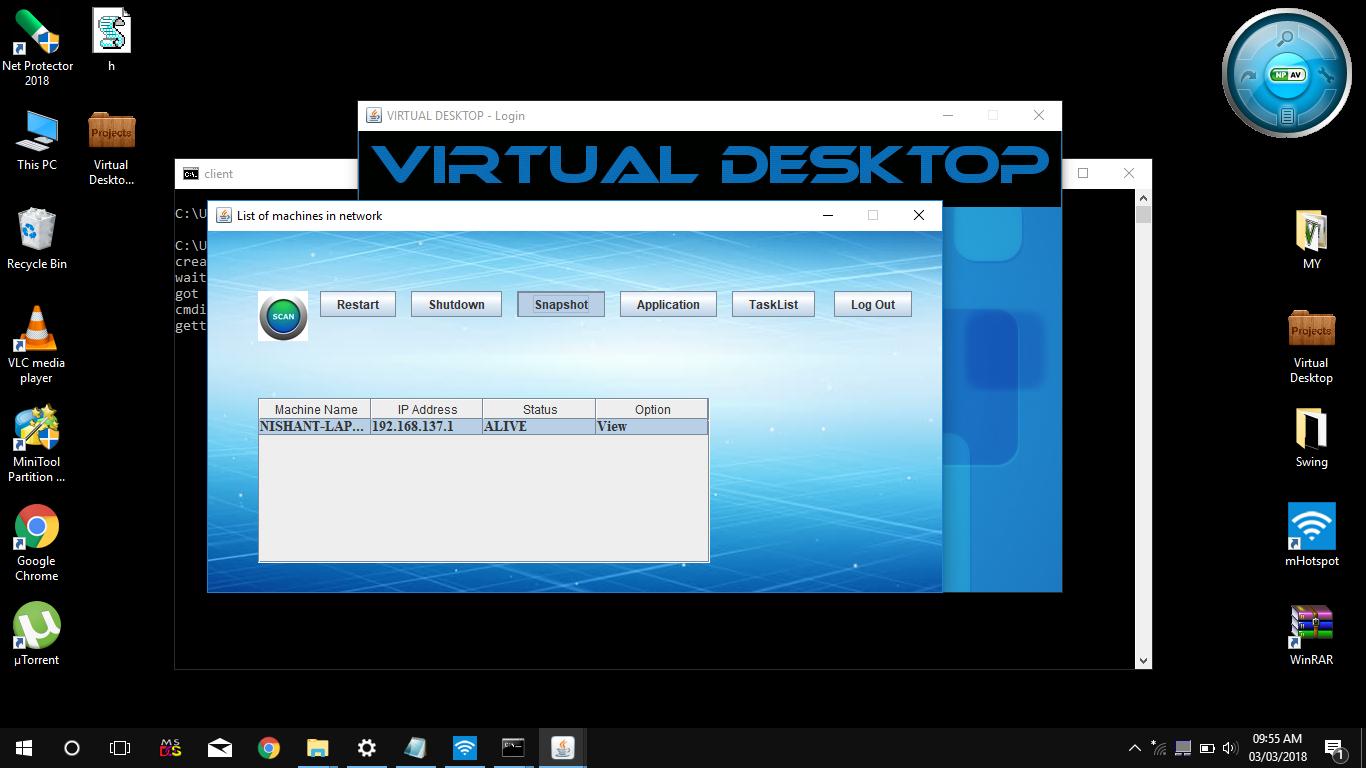 Net Protector
2018
h
This PC
Projects
Virtual
Deskto...
Recycle Bin
VLC media
player
MiniTool
Partition ...
Google
Chrome
µTorrent
VIRTUAL DESKTOP - Login
VIRTUAL DESKTOP
client
C:\U
C:\U
crea
wait
got
cmdi
gett
List of machines in network
SCAN
Restart
Shutdown
Snapshot
Application
TaskList
Log Out
Machine Name IP Address Status Option
NISHANT-LAP... 192.168.137.1 ALIVE View
NP AV
MY
Projects
Virtual
Desktop
Swing
mHotspot
WinRAR
09:55 AM
03/03/2018
1